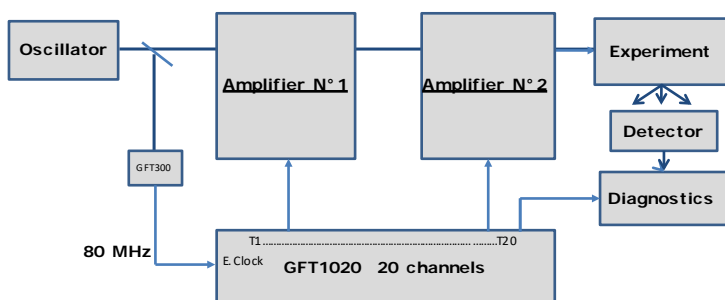 Oscillator
Amplifier N°1
Amplifier N°2
Experiment
Detector
GFT300
Diagnostics
80 MHz
T1...........................................................................T20
E. Clock
GFT1020 20 channels